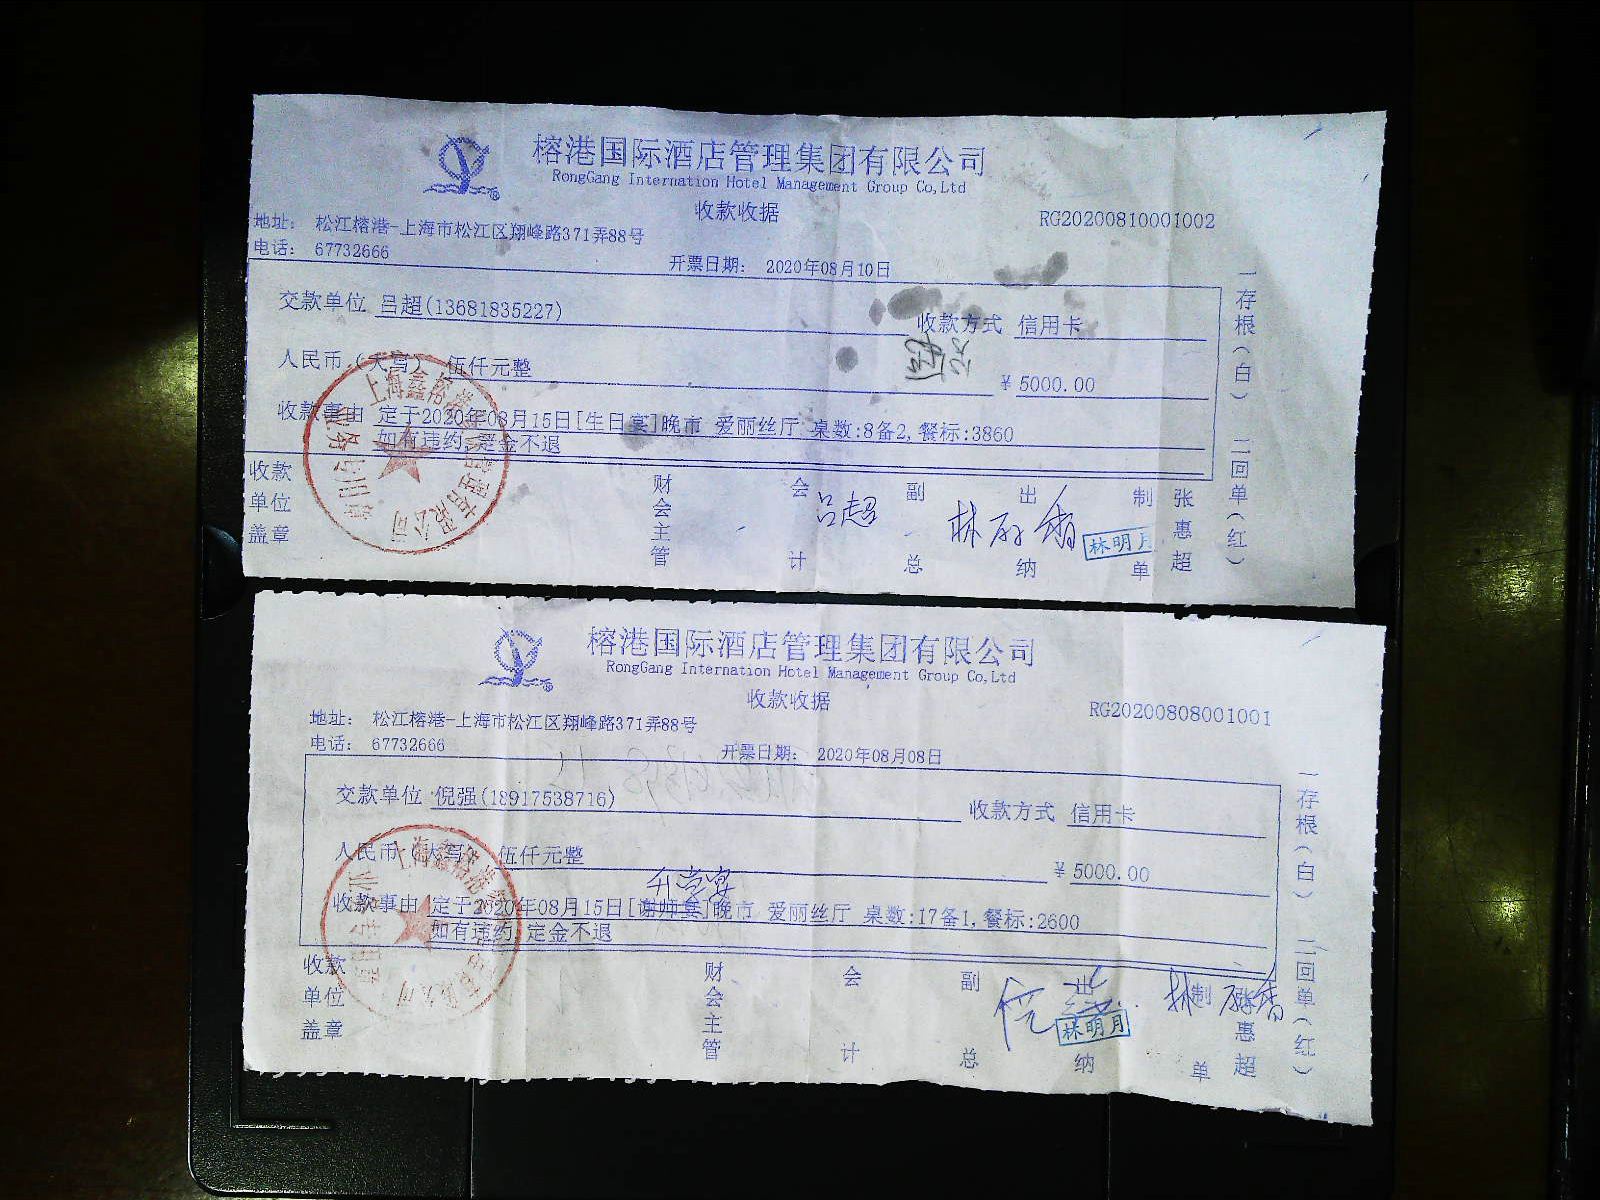 榕港国际酒店管理集团有限公司
RongGang Internation Hotel Management Group Co,Ltd
收款收据
RG20200810001002
地址： 松江榕港-上海市松江区翔峰路371弄88号
电话： 67732666
开票日期： 2020年08月10日
交款单位 吕超(13681835227)
收款方式 信用卡
人民币（大写） 伍仟元整
￥5000.00
收款事由 定于2020年08月15日[生日宴]晚市 爱丽丝厅 桌数:8备2,餐标:3860
如有违约,定金不退
收款单位盖章
财会主管
会计
吕超
副总
出纳
林明月
制单
张惠超
一存根（白）
二回单（红）
榕港国际酒店管理集团有限公司
RongGang Internation Hotel Management Group Co,Ltd
收款收据
RG20200808001001
地址： 松江榕港-上海市松江区翔峰路371弄88号
电话： 67732666
开票日期： 2020年08月08日
交款单位 倪强(18917538716)
收款方式 信用卡
人民币（大写） 伍仟元整
￥5000.00
升学宴
收款事由 定于2020年08月15日[谢师宴]晚市 爱丽丝厅 桌数:17备1,餐标:2600
如有违约,定金不退
收款单位盖章
财会主管
会计
副总
出纳
林明月
制单
张惠超
一存根（白）
二回单（红）